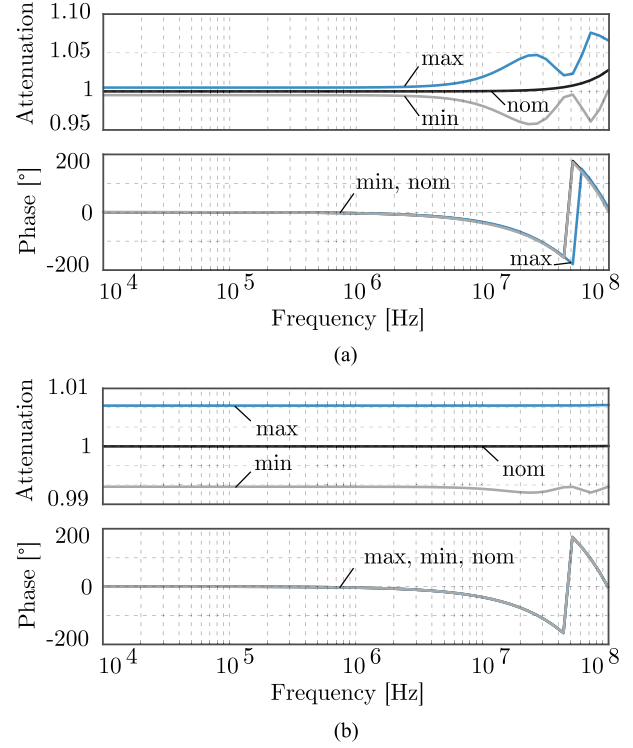 Attenuation
1.10
1.05
1
0.95
max
nom
min
Phase [°]
200
0
-200
min, nom
max
10^4 10^5 10^6 10^7 10^8
Frequency [Hz]
(a)
Attenuation
1.01
1
0.99
max
nom
min
Phase [°]
200
0
-200
max, min, nom
10^4 10^5 10^6 10^7 10^8
Frequency [Hz]
(b)